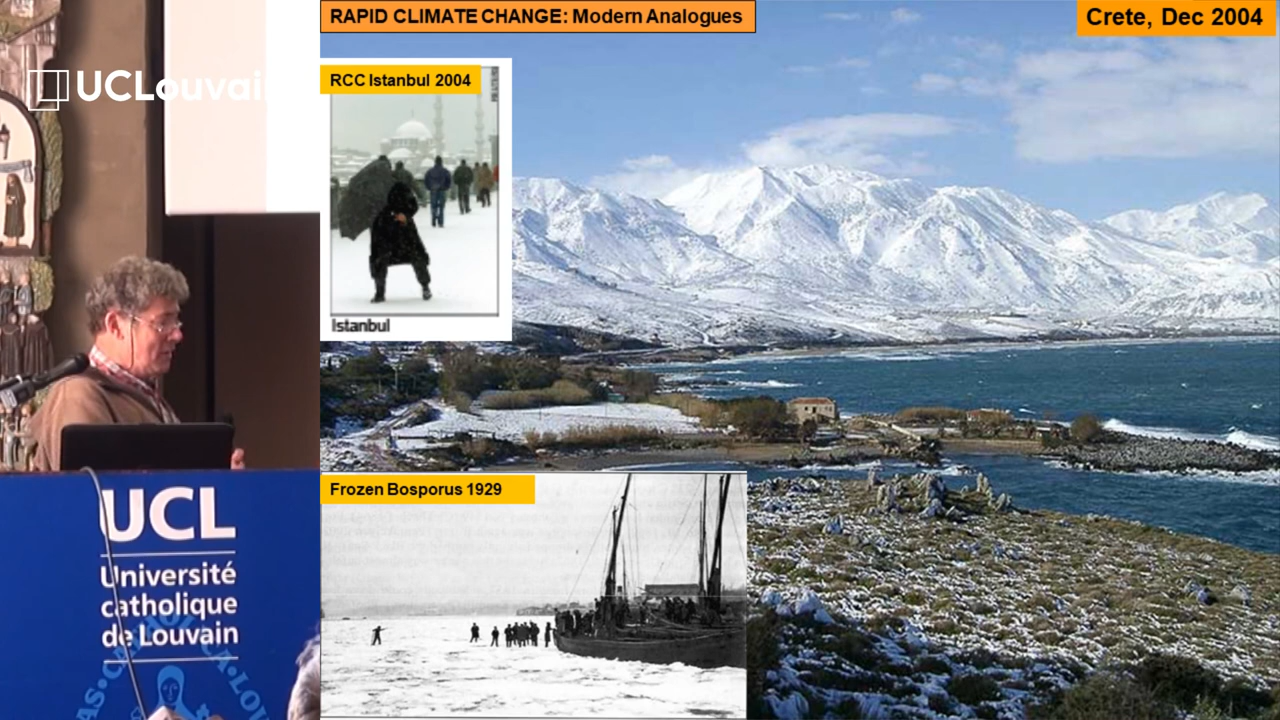 UCLouvain
RAPID CLIMATE CHANGE: Modern Analogues
Crete, Dec 2004
RCC Istanbul 2004
Istanbul
Frozen Bosporus 1929
UCL
Université
catholique
de Louvain